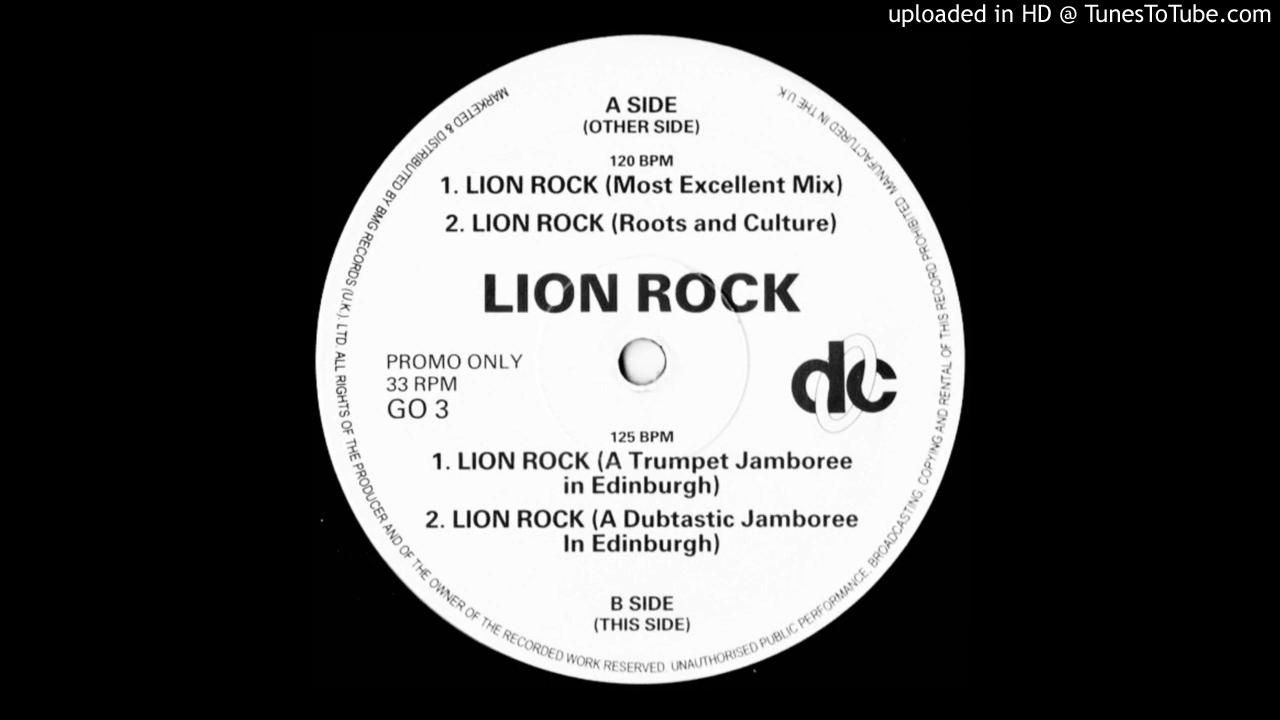 uploaded in HD @ TunesToTube.com
A SIDE
(OTHER SIDE)
120 BPM
1. LION ROCK (Most Excellent Mix)
2. LION ROCK (Roots and Culture)
LION ROCK
PROMO ONLY
33 RPM
GO 3
dc
125 BPM
1. LION ROCK (A Trumpet Jamboree
in Edinburgh)
2. LION ROCK (A Dubtastic Jamboree
In Edinburgh)
B SIDE
(THIS SIDE)
MARKETED & DISTRIBUTED BY BMG RECORDS (U.K.). LTD. ALL RIGHTS OF THE PRODUCER AND OF THE OWNER OF THE RECORDED WORK RESERVED. UNAUTHORISED PUBLIC PERFORMANCE, BROADCASTING, COPYING AND RENTAL OF THIS RECORD PROHIBITED. MANUFACTURED IN THE U.K.